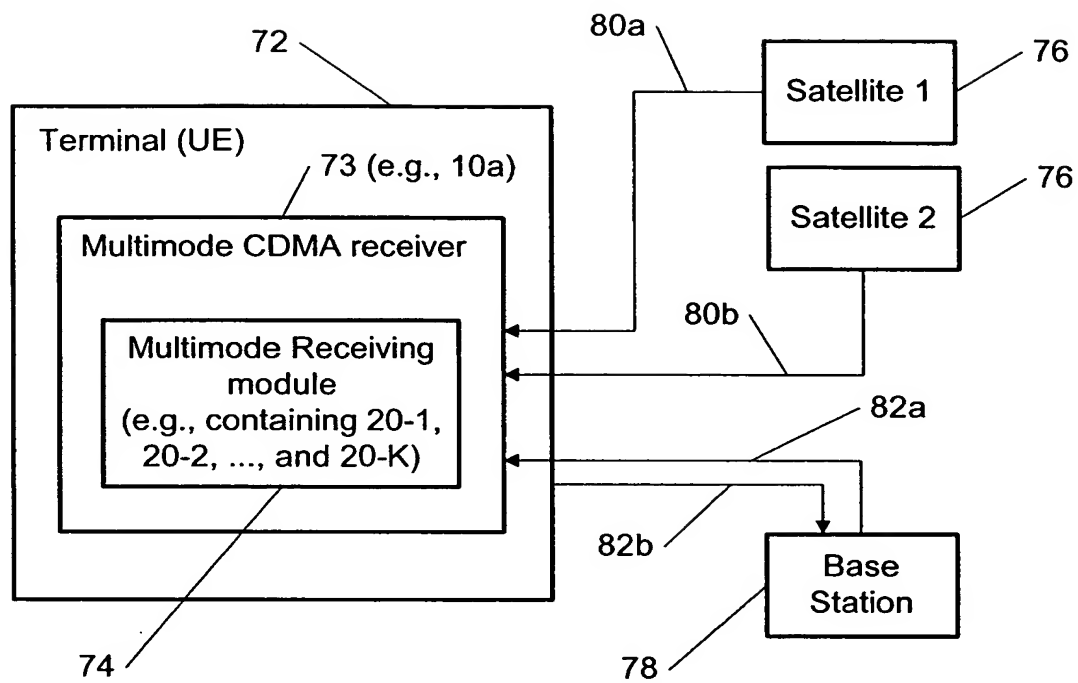 72
80a
76
Satellite 1
Terminal (UE)
73 (e.g., 10a)
76
Satellite 2
Multimode CDMA receiver
80b
Multimode Receiving
module
(e.g., containing 20-1,
20-2, ..., and 20-K)
82a
82b
Base
Station
74
78